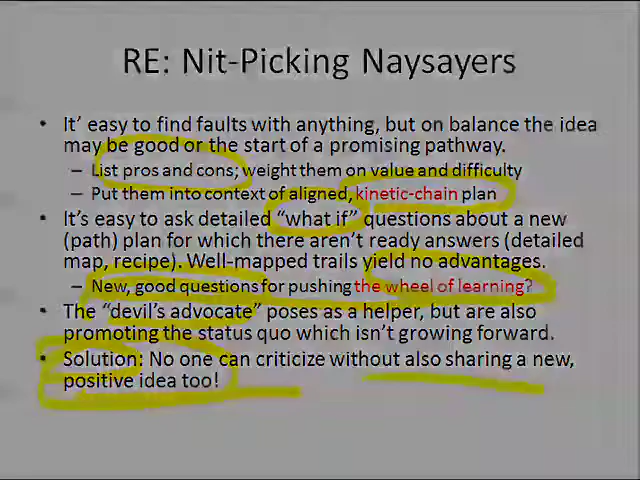 RE: Nit-Picking Naysayers
• It' easy to find faults with anything, but on balance the idea
may be good or the start of a promising pathway.
– List pros and cons; weight them on value and difficulty
– Put them into context of aligned, kinetic-chain plan
• It's easy to ask detailed "what if" questions about a new
(path) plan for which there aren't ready answers (detailed
map, recipe). Well-mapped trails yield no advantages.
– New, good questions for pushing the wheel of learning?
• The "devil's advocate" poses as a helper, but are also
promoting the status quo which isn't growing forward.
• Solution: No one can criticize without also sharing a new,
positive idea too!